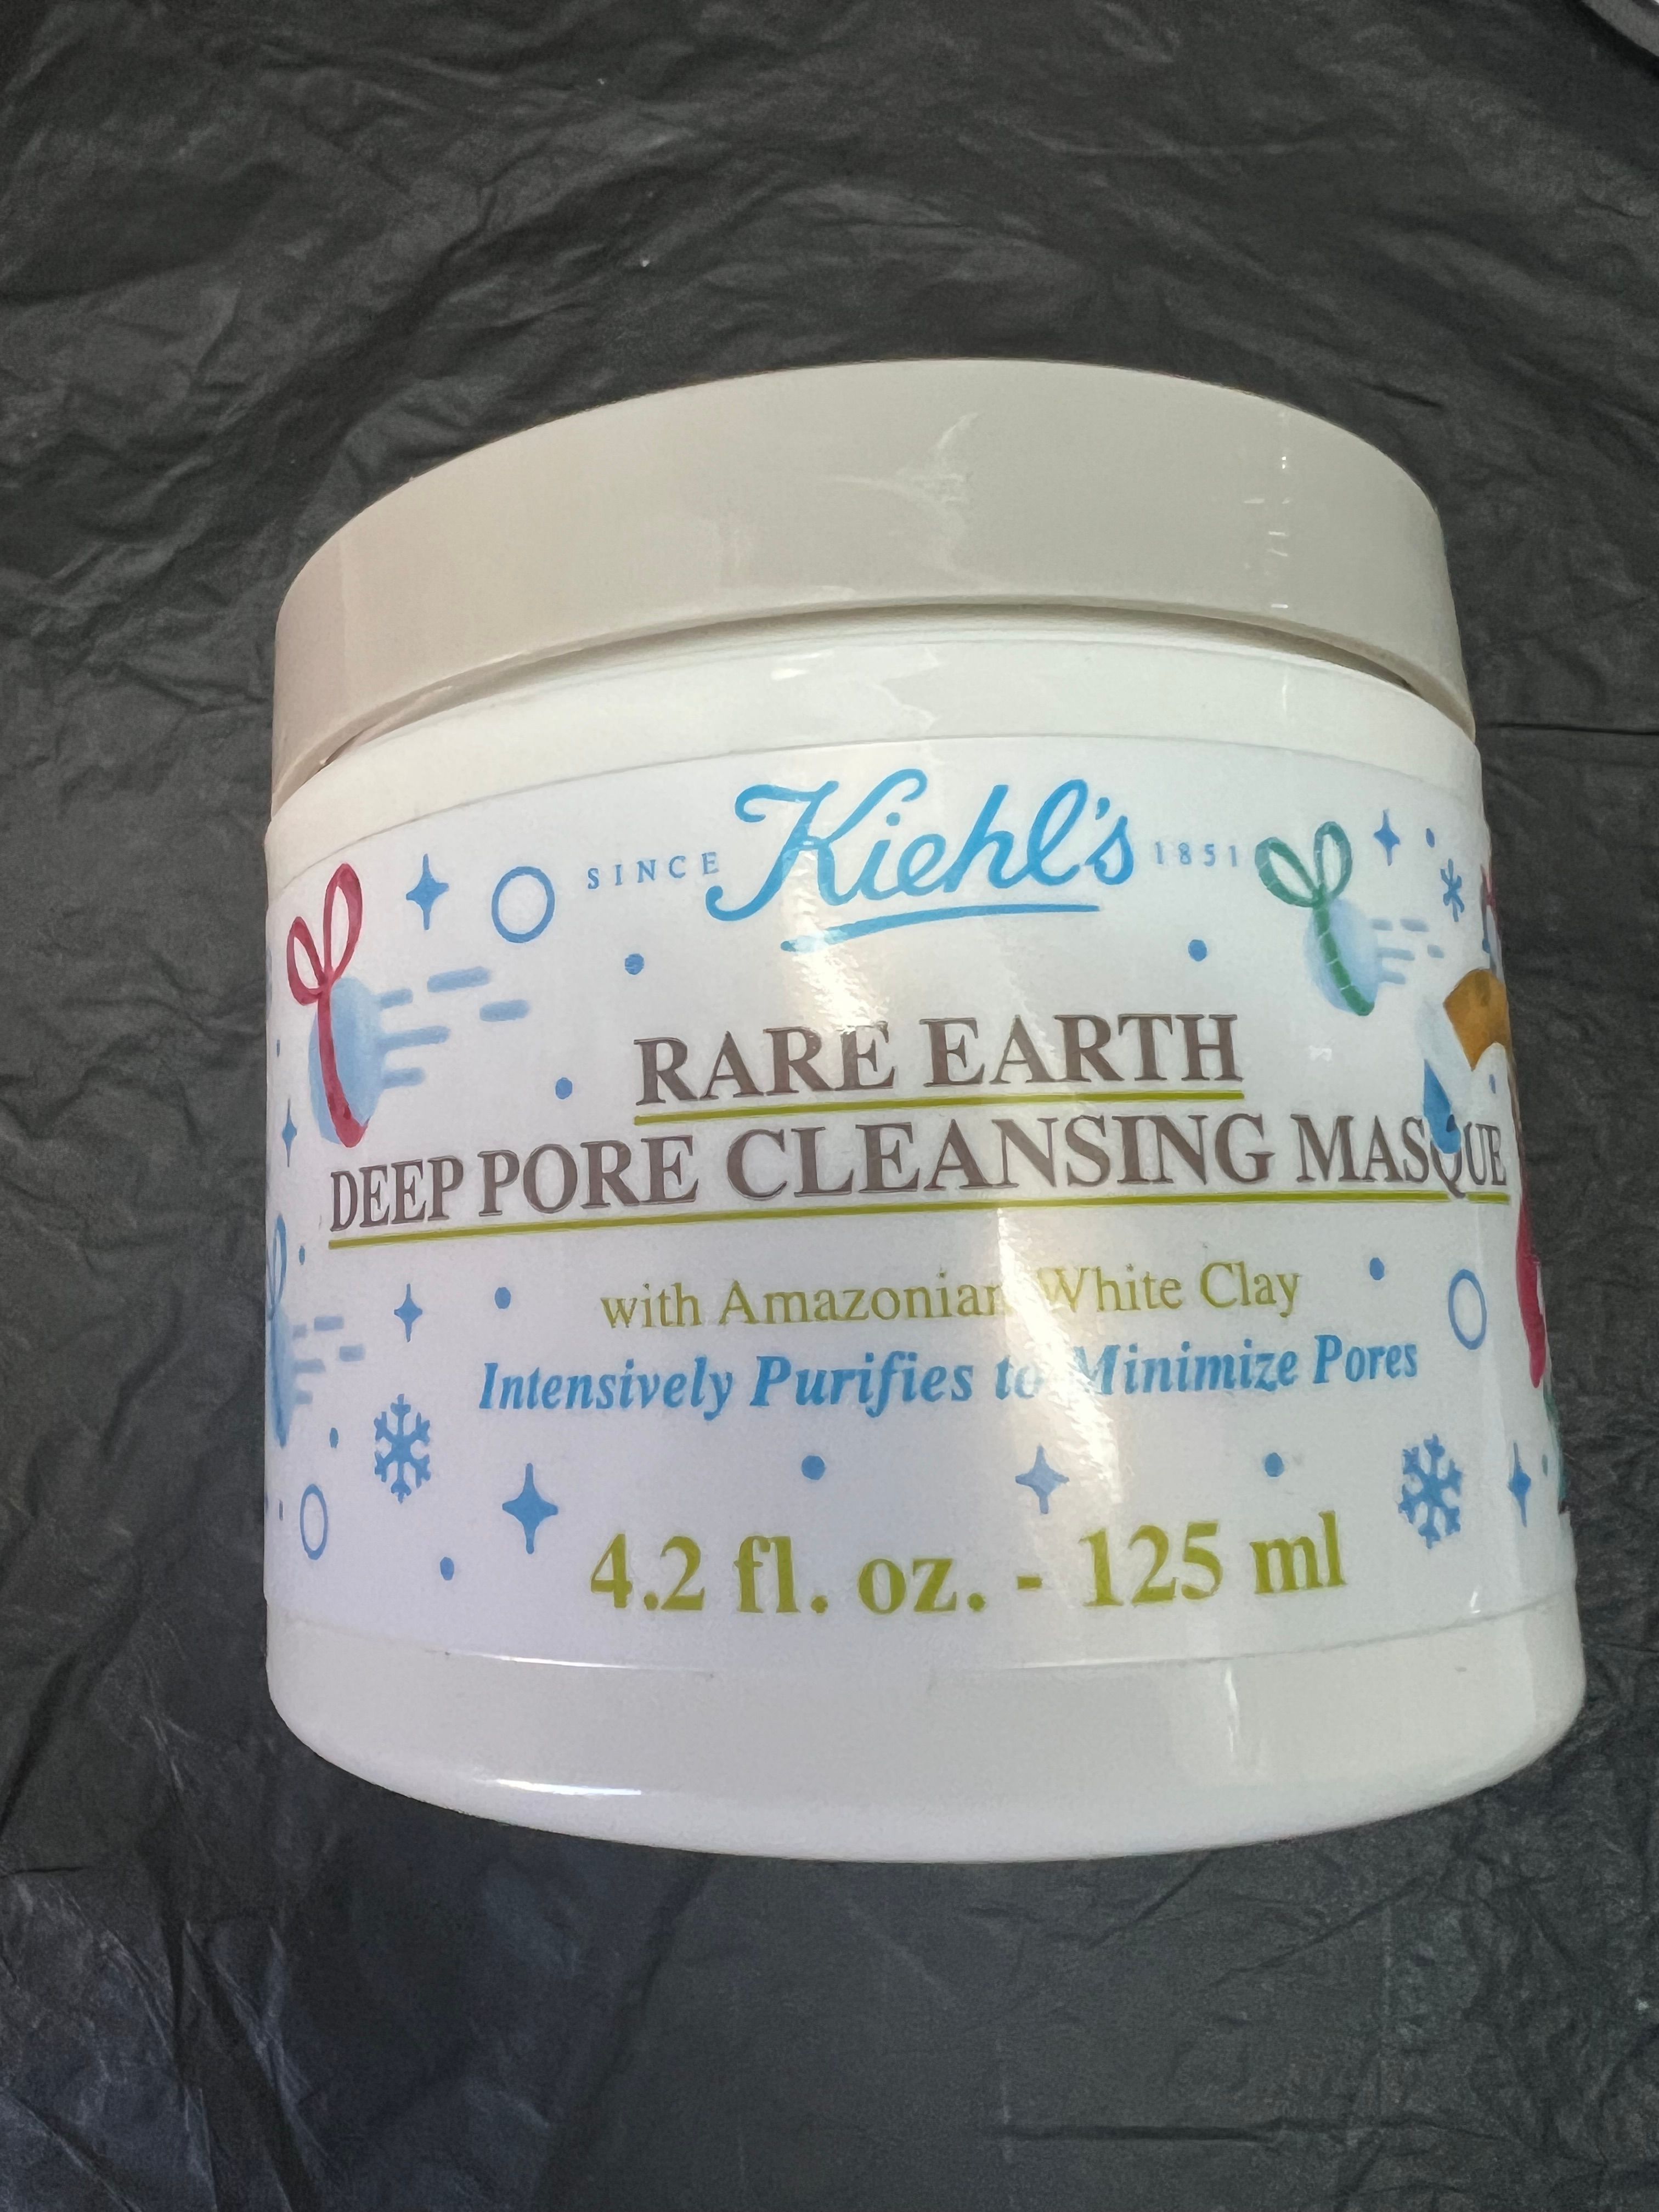 SINCE Kiehl's 1851
RARE EARTH
DEEP PORE CLEANSING MASQUE
with Amazonian White Clay
Intensively Purifies to Minimize Pores
4.2 fl. oz. - 125 ml